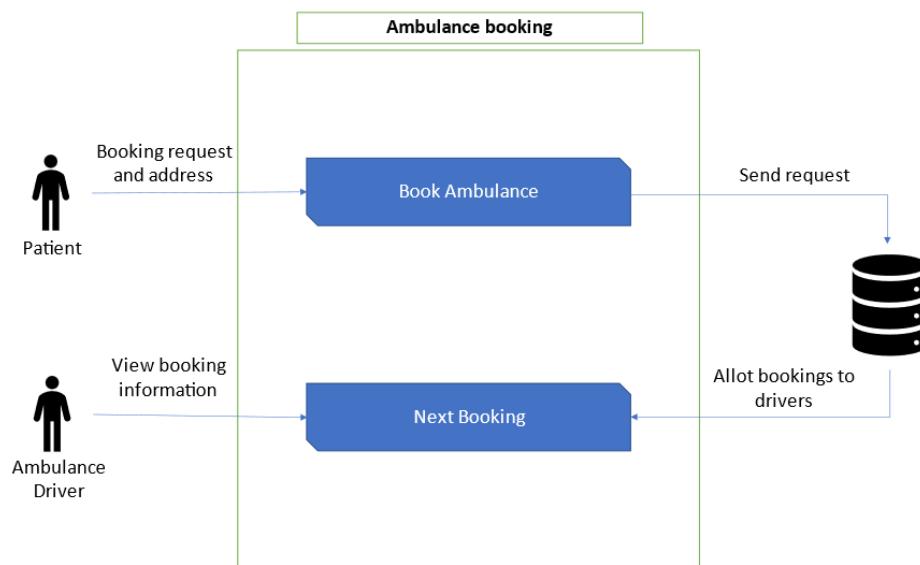 Ambulance booking
Booking request
and address
Book Ambulance
Send request
Patient
View booking
information
Next Booking
Allot bookings to
drivers
Ambulance
Driver